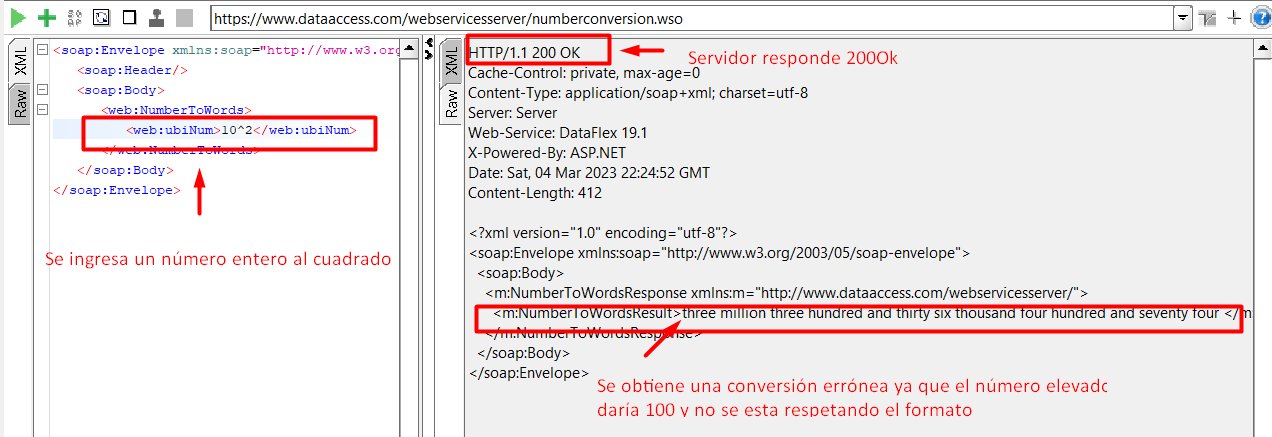 https://www.dataaccess.com/webservicesserver/numberconversion.wso
XML
Raw
<soap:Envelope xmlns:soap="http://www.w3.org
<soap:Header/>
<soap:Body>
<web:NumberToWords>
<web:ubiNum>10^2</web:ubiNum>
</web:NumberToWords>
</soap:Body>
</soap:Envelope>
Se ingresa un número entero al cuadrado
XML
Raw
HTTP/1.1 200 OK
Servidor responde 200Ok
Cache-Control: private, max-age=0
Content-Type: application/soap+xml; charset=utf-8
Server: Server
Web-Service: DataFlex 19.1
X-Powered-By: ASP.NET
Date: Sat, 04 Mar 2023 22:24:52 GMT
Content-Length: 412
<?xml version="1.0" encoding="utf-8"?>
<soap:Envelope xmlns:soap="http://www.w3.org/2003/05/soap-envelope">
<soap:Body>
<m:NumberToWordsResponse xmlns:m="http://www.dataaccess.com/webservicesserver/">
<m:NumberToWordsResult>three million three hundred and thirty six thousand four hundred and seventy four </m:
</m:NumberToWordsResponse>
</soap:Body>
</soap:Envelope>
Se obtiene una conversión errónea ya que el número elevado
daría 100 y no se esta respetando el formato